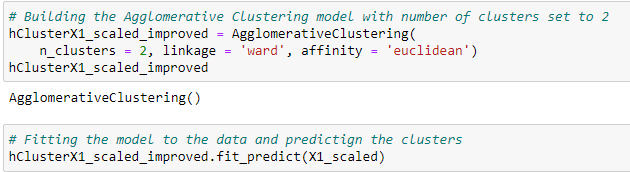 # Building the Agglomerative Clustering model with number of clusters set to 2
hClusterX1_scaled_improved = AgglomerativeClustering(
    n_clusters = 2, linkage = 'ward', affinity = 'euclidean')
hClusterX1_scaled_improved
AgglomerativeClustering()
# Fitting the model to the data and predictign the clusters
hClusterX1_scaled_improved.fit_predict(X1_scaled)